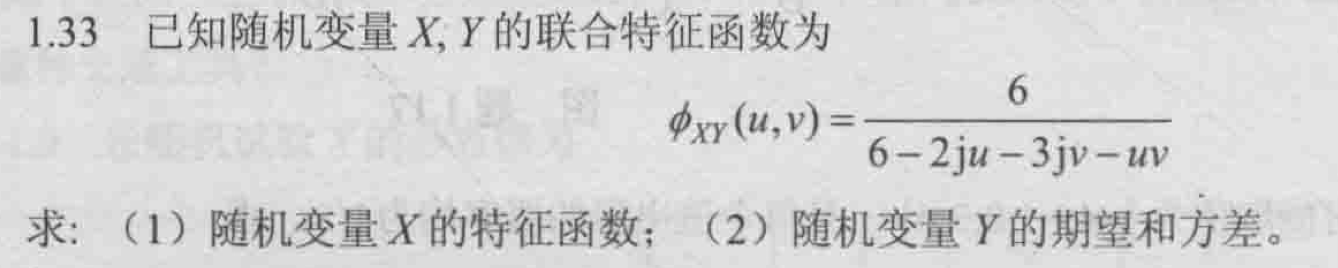 1.33 已知随机变量 X, Y 的联合特征函数为
ϕ_{XY}(u,v) = \frac{6}{6-2ju-3jv-uv}
求: (1) 随机变量 X 的特征函数; (2) 随机变量 Y 的期望和方差。